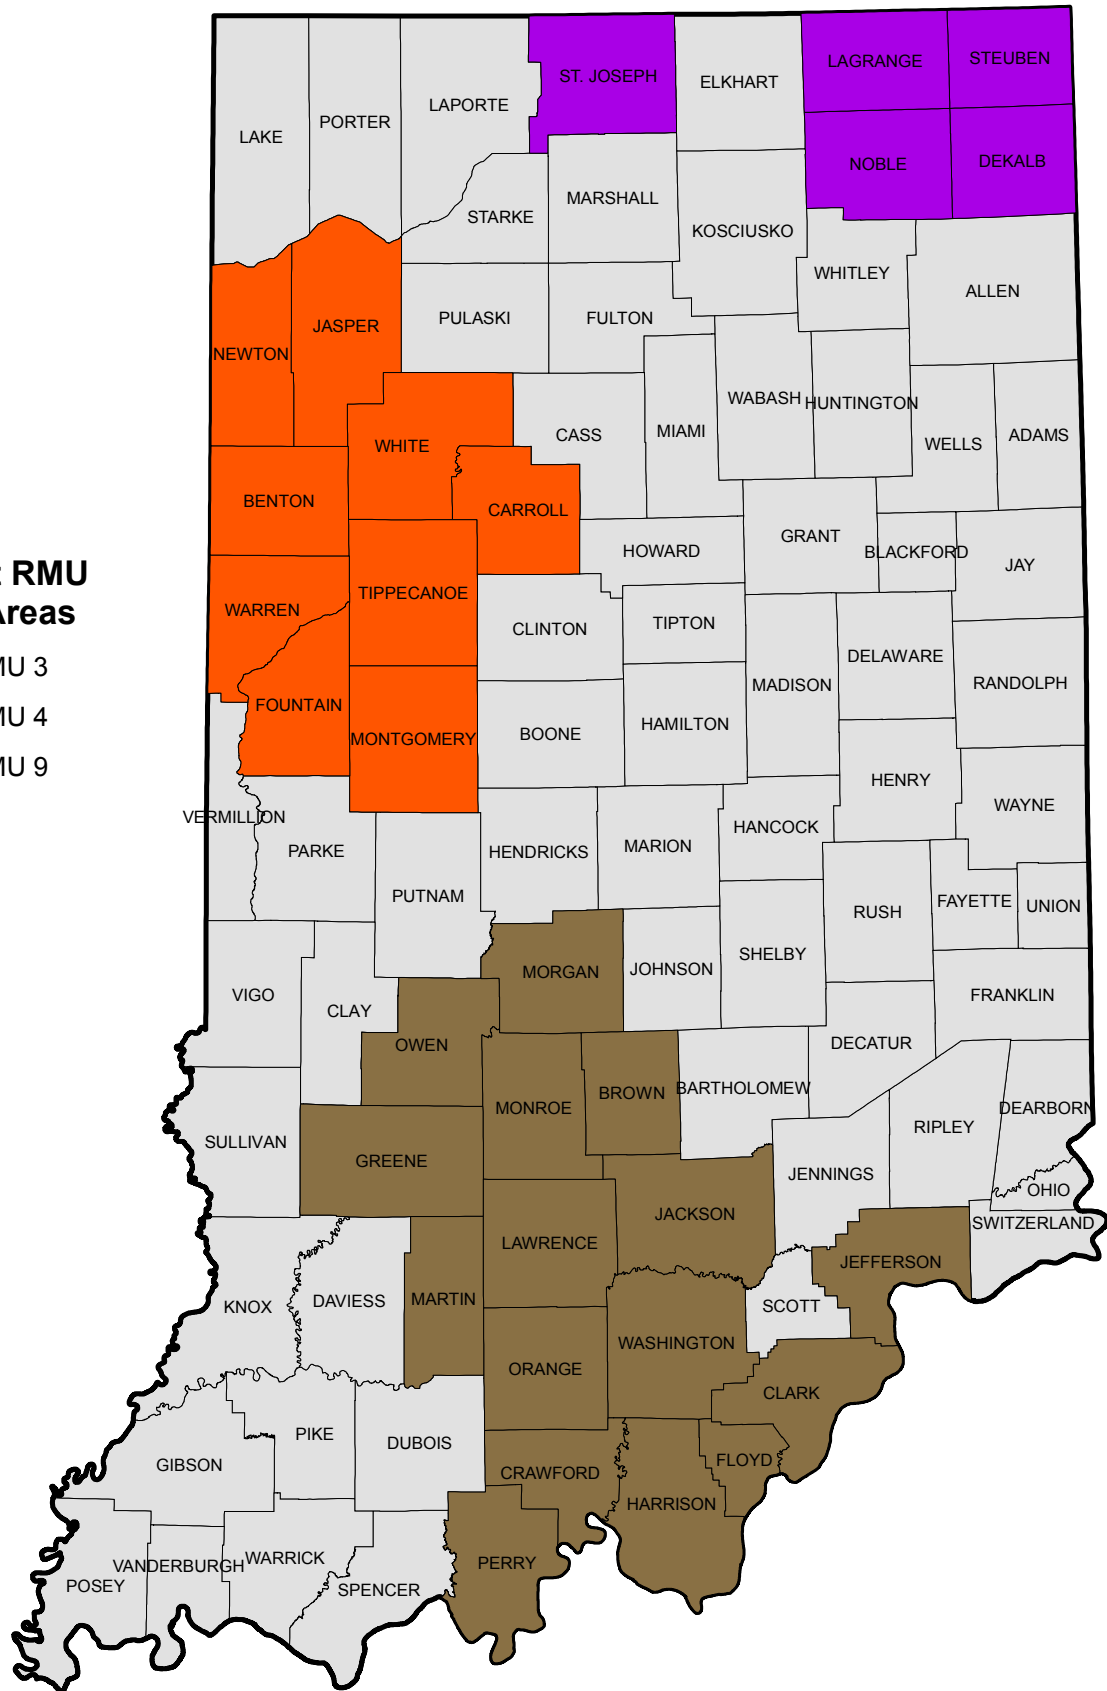 ST. JOSEPH
LAGRANGE
STEUBEN
ELKHART
LAPORTE
PORTER
LAKE
NOBLE
DEKALB
MARSHALL
STARKE
KOSCIUSKO
WHITLEY
ALLEN
PULASKI
FULTON
JASPER
NEWTON
WABASH
HUNTINGTON
WHITE
CASS
MIAMI
WELLS
ADAMS
BENTON
CARROLL
GRANT
HOWARD
BLACKFORD
JAY
RMU
Areas
MU 3
MU 4
MU 9
WARREN
TIPPECANOE
CLINTON
TIPTON
DELAWARE
MADISON
RANDOLPH
FOUNTAIN
MONTGOMERY
BOONE
HAMILTON
HENRY
WAYNE
VERMILLION
PARKE
HENDRICKS
MARION
HANCOCK
PUTNAM
RUSH
FAYETTE
UNION
MORGAN
JOHNSON
SHELBY
VIGO
CLAY
FRANKLIN
OWEN
DECATUR
MONROE
BROWN
BARTHOLOMEW
DEARBORN
SULLIVAN
GREENE
RIPLEY
JENNINGS
OHIO
JACKSON
SWITZERLAND
LAWRENCE
JEFFERSON
KNOX
DAVIESS
MARTIN
SCOTT
WASHINGTON
ORANGE
CLARK
PIKE
DUBOIS
GIBSON
CRAWFORD
FLOYD
HARRISON
VANDERBURGH
WARRICK
PERRY
POSEY
SPENCER